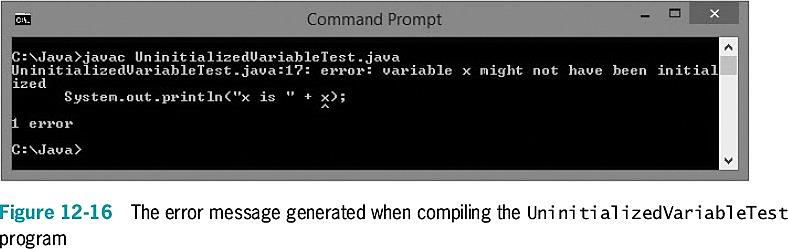 Command Prompt
C:\Java>javac UninitializedVariableTest.java
UninitializedVariableTest.java:17: error: variable x might not have been initial
ized
System.out.println("x is " + x);
^
1 error
C:\Java>
Figure 12-16 The error message generated when compiling the UninitializedVariableTest
program